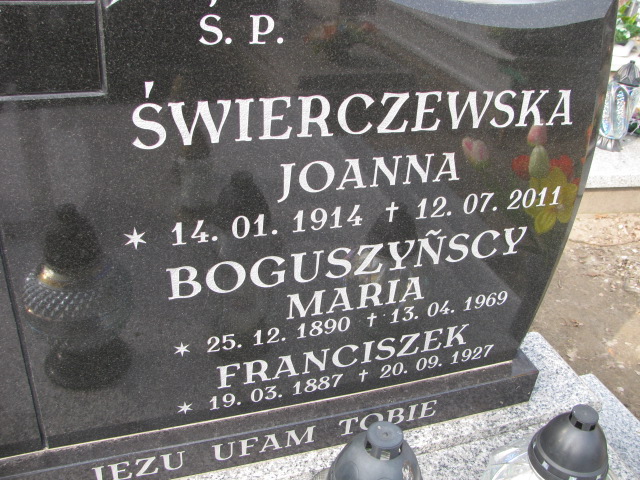 Ś. P.
ŚWIERCZEWSKA
JOANNA
* 14. 01. 1914 † 12. 07. 2011
BOGUSZYÑSCY
MARIA
* 25. 12. 1890 † 13. 04. 1969
FRANCISZEK
* 19. 03. 1887 † 20. 09. 1927
JEZU UFAM TOBIE